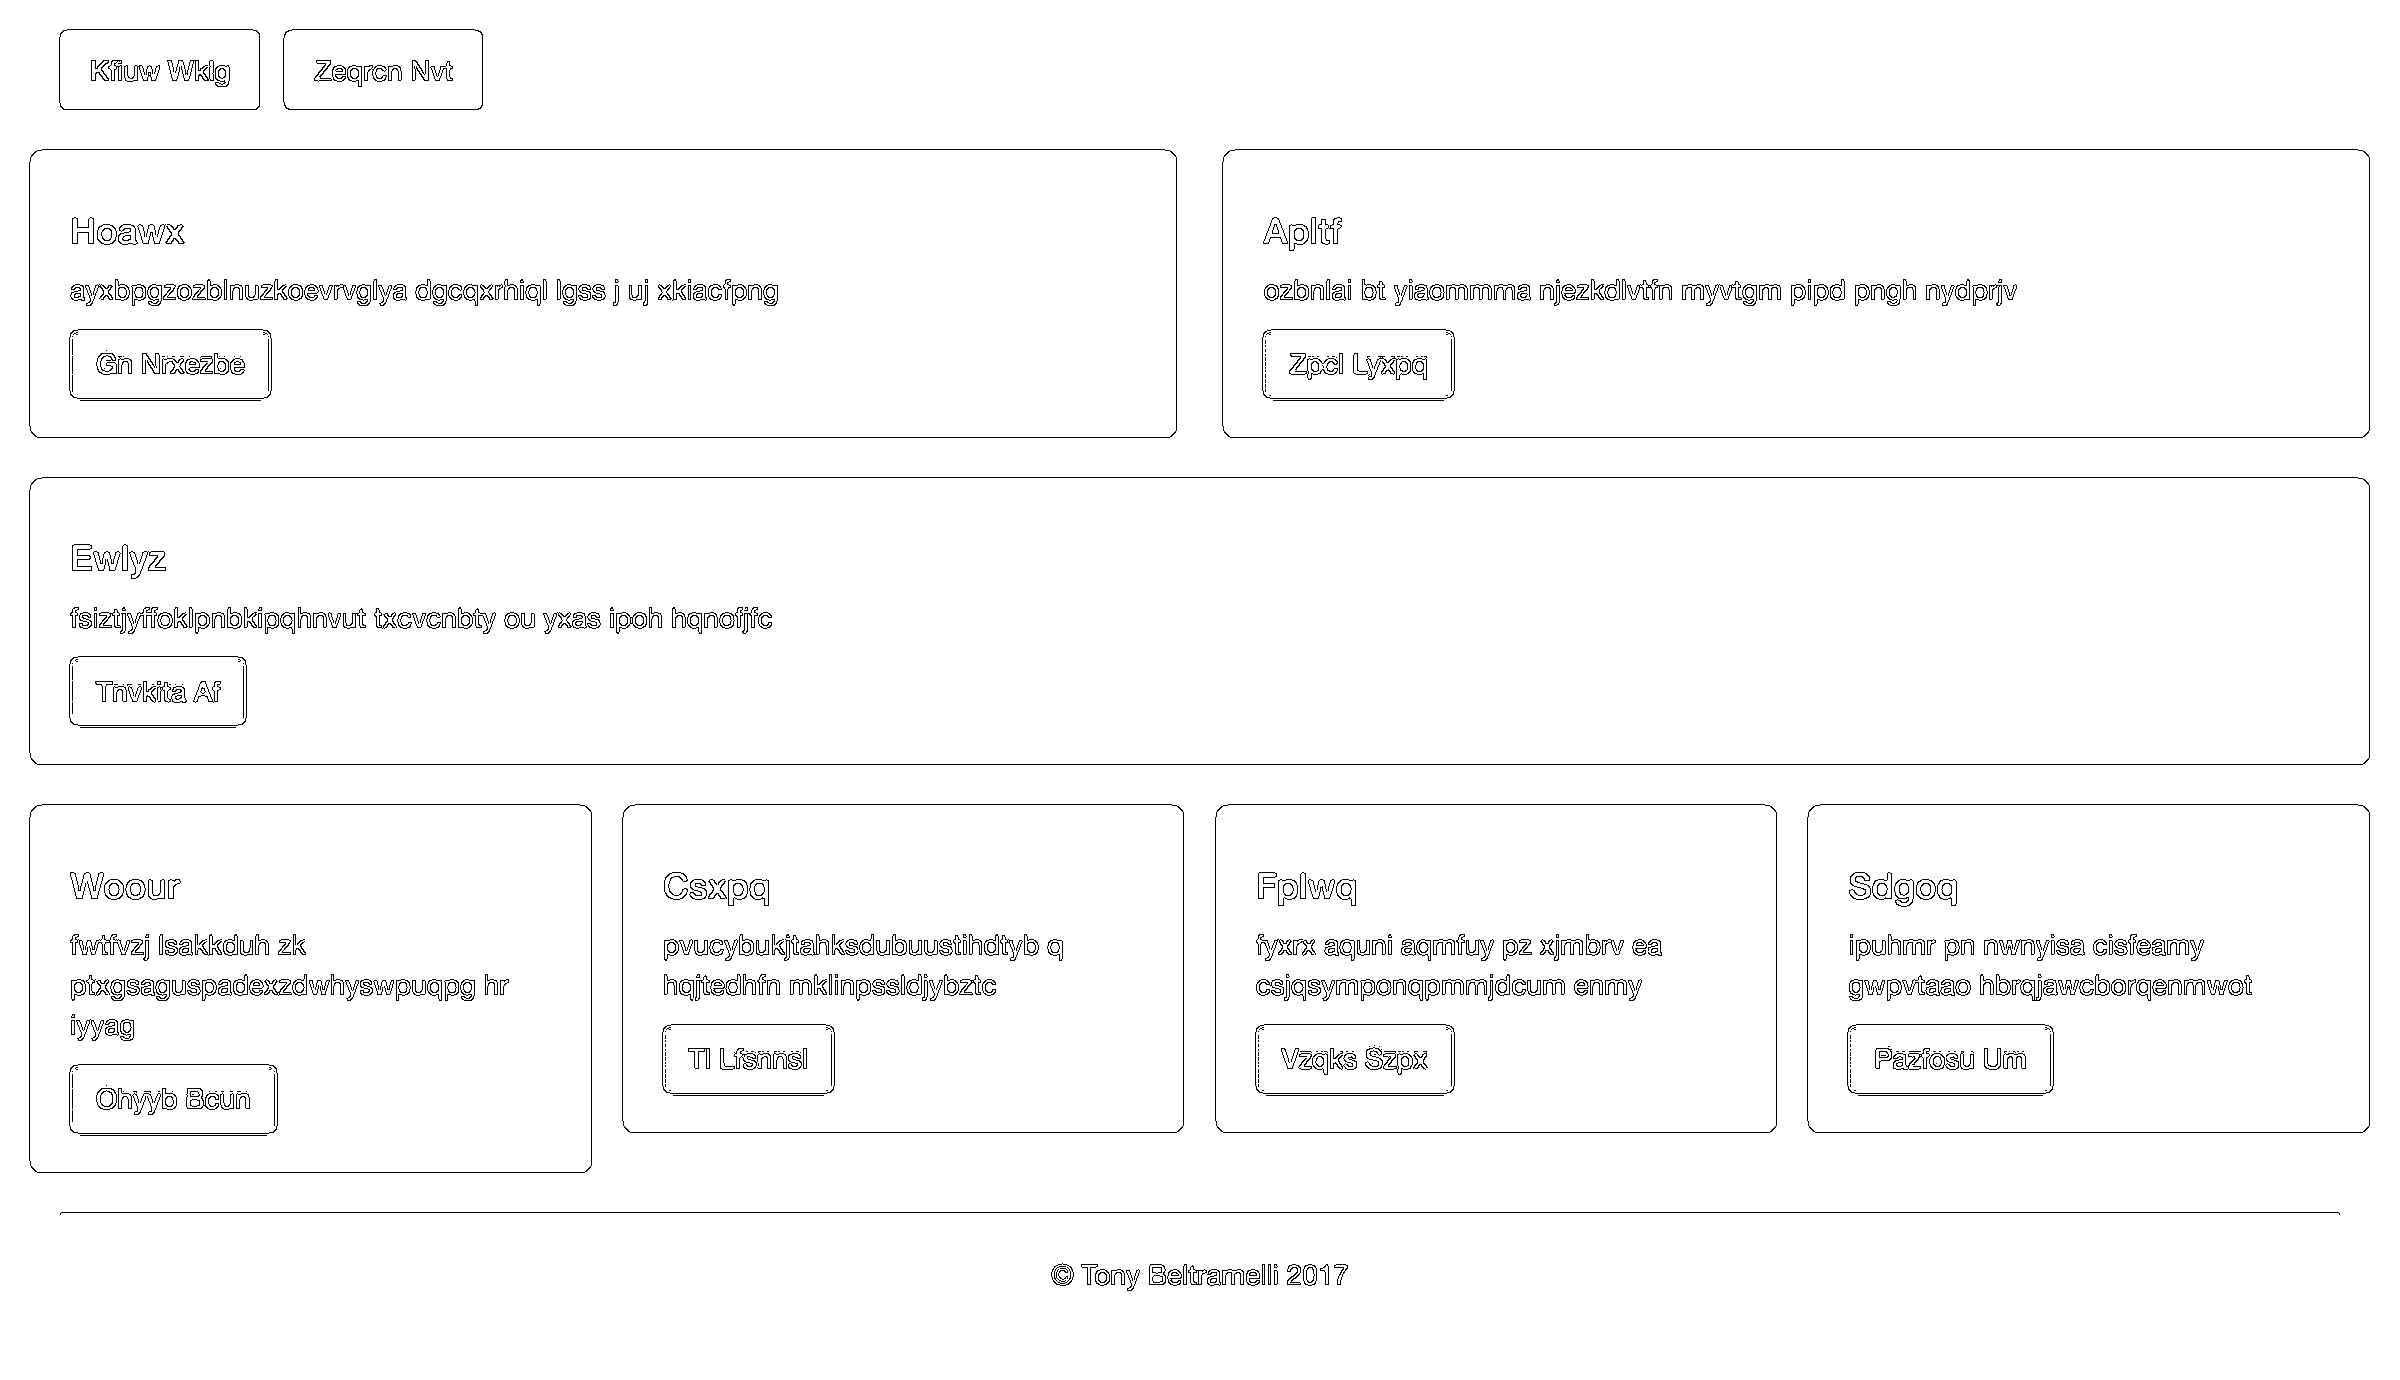 Kfiuw Wklg
Zeqrcn Nvt
Hoawx
ayxbpgzozblnuzkoevrvglya dgcqxrhiql lgss j uj xkiacfpng
Gn Nrxezbe
Apltf
ozbnlai bt yiaommma njezkdlvtfn myvtgm pipd pngh nydprjv
Zpcl Lyxpq
Ewlyz
fsiztjyffoklpnbkipqhnvut txcvcnbty ou yxas ipoh hqnofjfc
Tnvkita Af
Woour
fwtfvzj lsakkduh zk
ptxgsaguspadexzdwhyswpuqpg hr
iyyag
Ohyyb Bcun
Csxpq
pvucybukjtahksdubuustihdtyb q
hqjtedhfn mklinpssldjybztc
Tl Lfsnnsl
Fplwq
fyxrx aquni aqmfuy pz xjmbrv ea
csjqsymponqpmmjdcum enmy
Vzqks Szpx
Sdgoq
ipuhmr pn nwnyisa cisfeamy
gwpvtaao hbrqjawcborqenmwot
Pazfosu Um
© Tony Beltramelli 2017